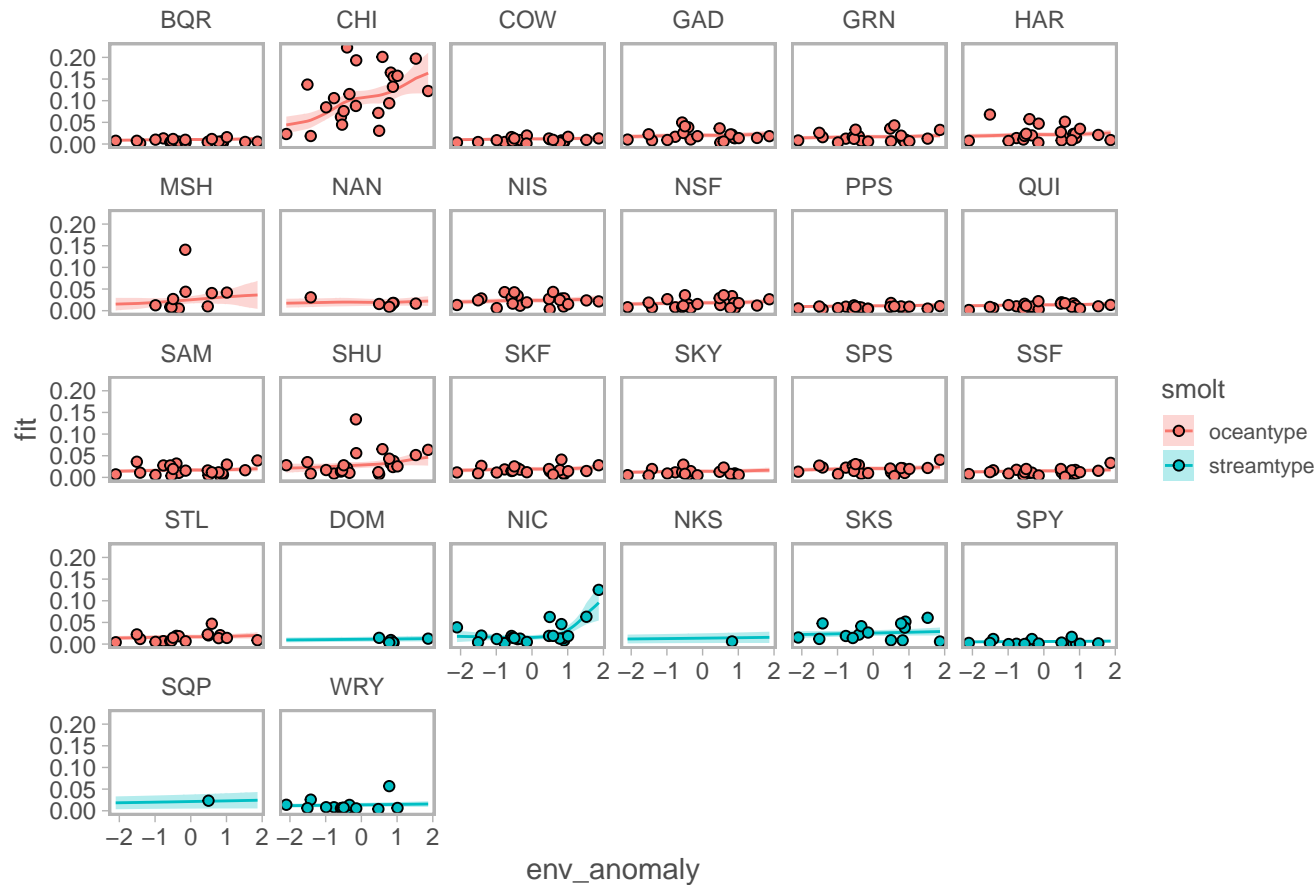 BQR CHI COW GAD GRN HAR
0.20
0.15
0.10
0.05
0.00
MSH NAN NIS NSF PPS QUI
0.20
0.15
0.10
0.05
0.00
SAM SHU SKF SKY SPS SSF
0.20
0.15
0.10
0.05
0.00
fit
smolt
oceantype
streamtype
STL DOM NIC NKS SKS SPY
0.20
0.15
0.10
0.05
0.00
−2 −1 0 1 2 −2 −1 0 1 2 −2 −1 0 1 2 −2 −1 0 1 2
SQP WRY
0.20
0.15
0.10
0.05
0.00
−2 −1 0 1 2 −2 −1 0 1 2
env_anomaly